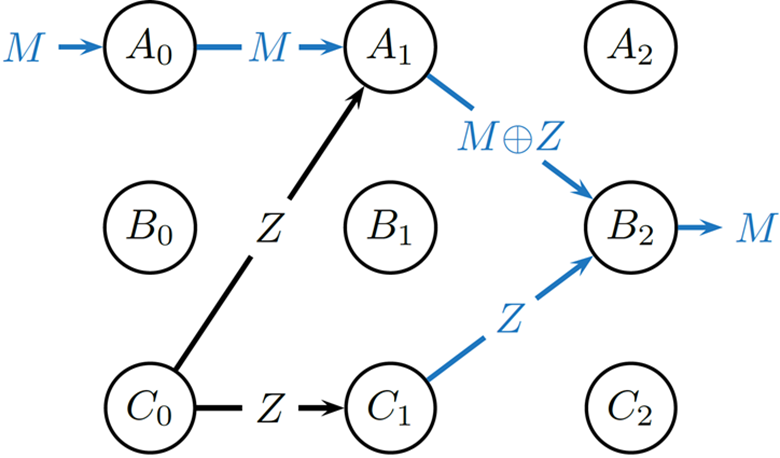 M A₀ M A₁ A₂
M⊕Z
B₀ Z B₁ B₂ M
Z
C₀ Z C₁ C₂